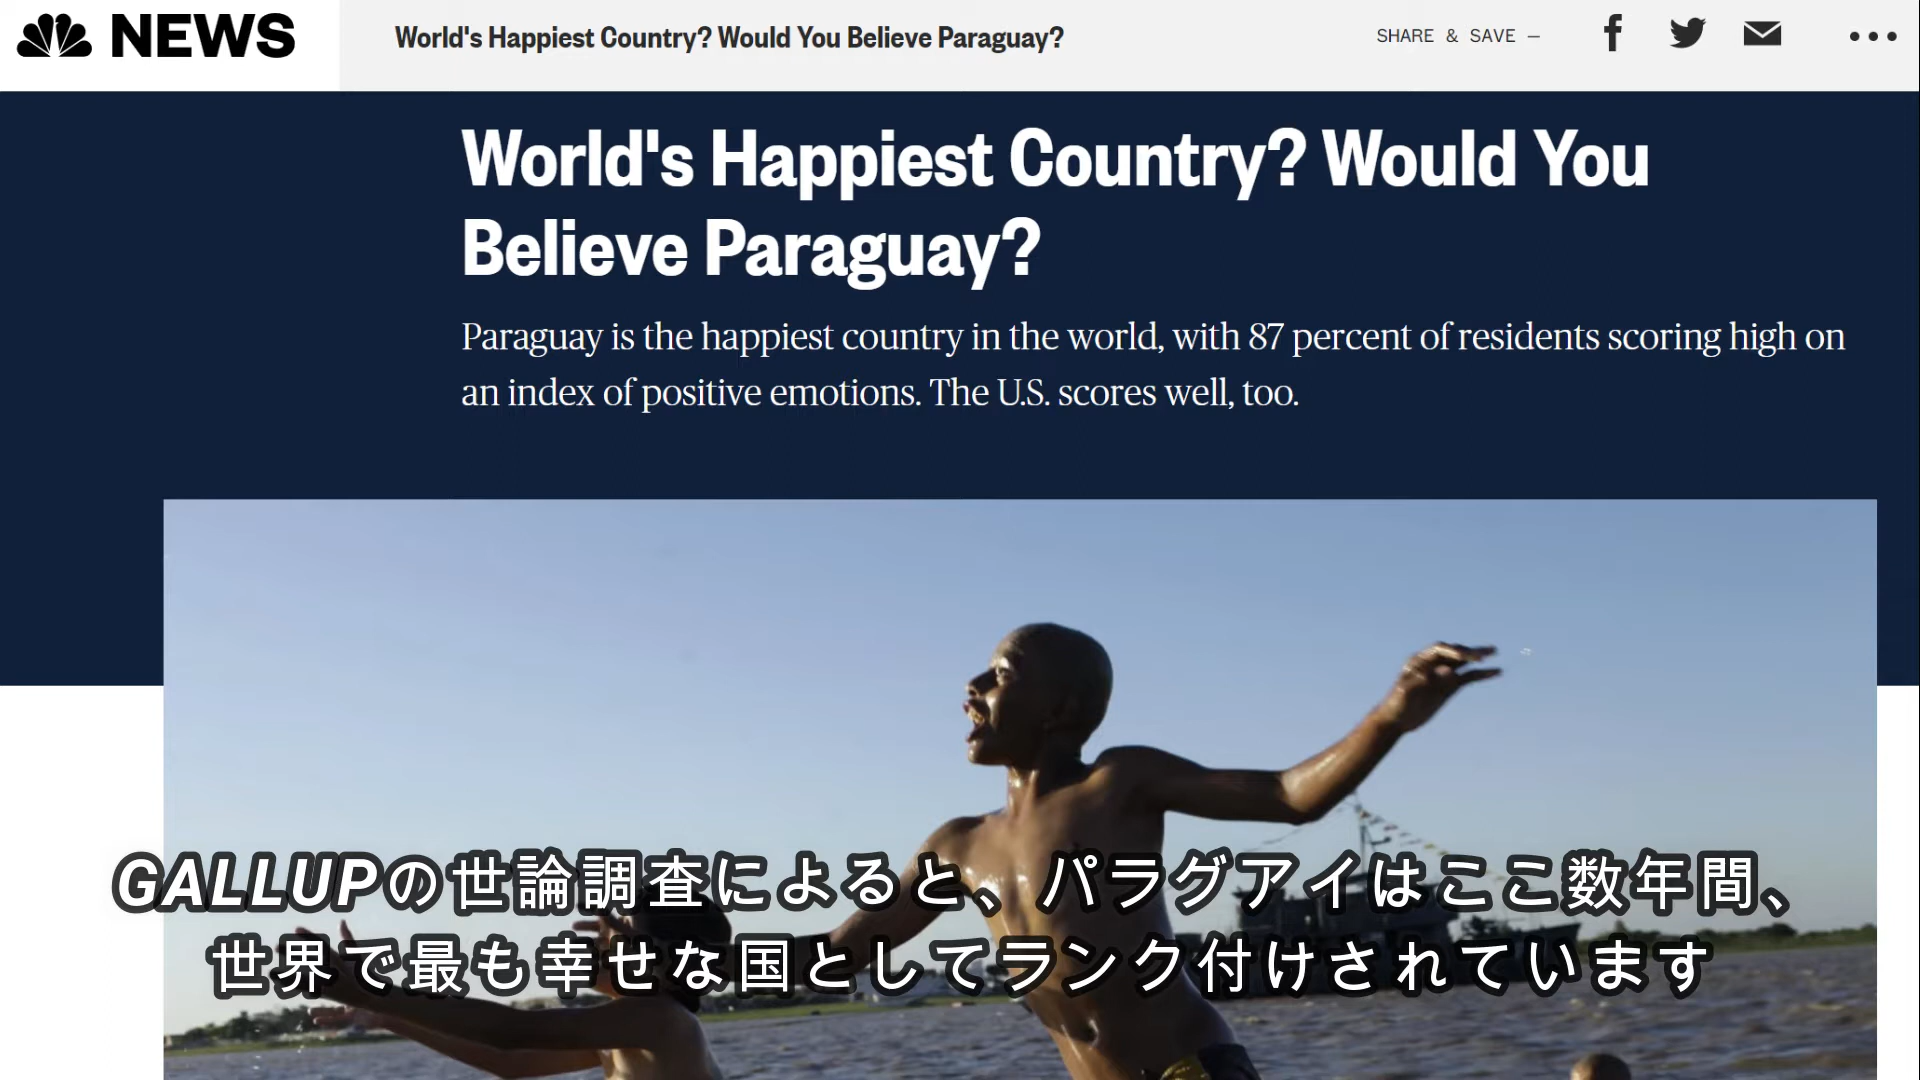 NEWS
World's Happiest Country? Would You Believe Paraguay?
SHARE & SAVE —
World's Happiest Country? Would You
Believe Paraguay?
Paraguay is the happiest country in the world, with 87 percent of residents scoring high on
an index of positive emotions. The U.S. scores well, too.
GALLUPの世論調査によると、パラグアイはここ数年間、
世界で最も幸せな国としてランク付けされています